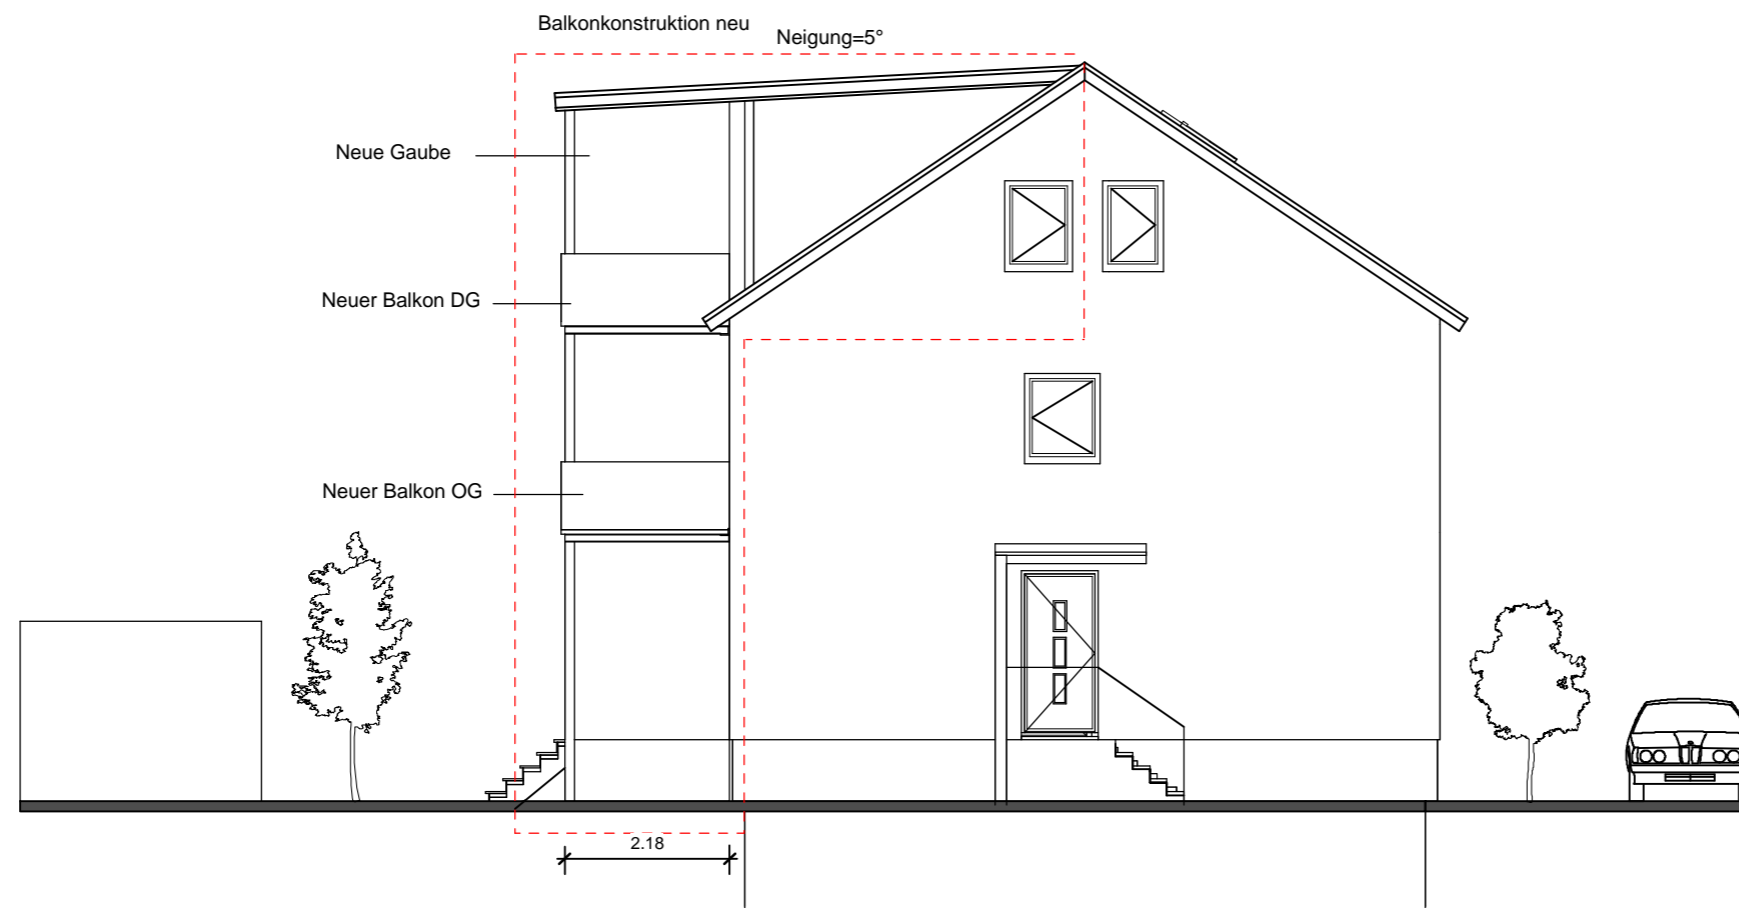 Balkonkonstruktion neu
Neigung=5°
Neue Gaube
Neuer Balkon DG
Neuer Balkon OG
2.18